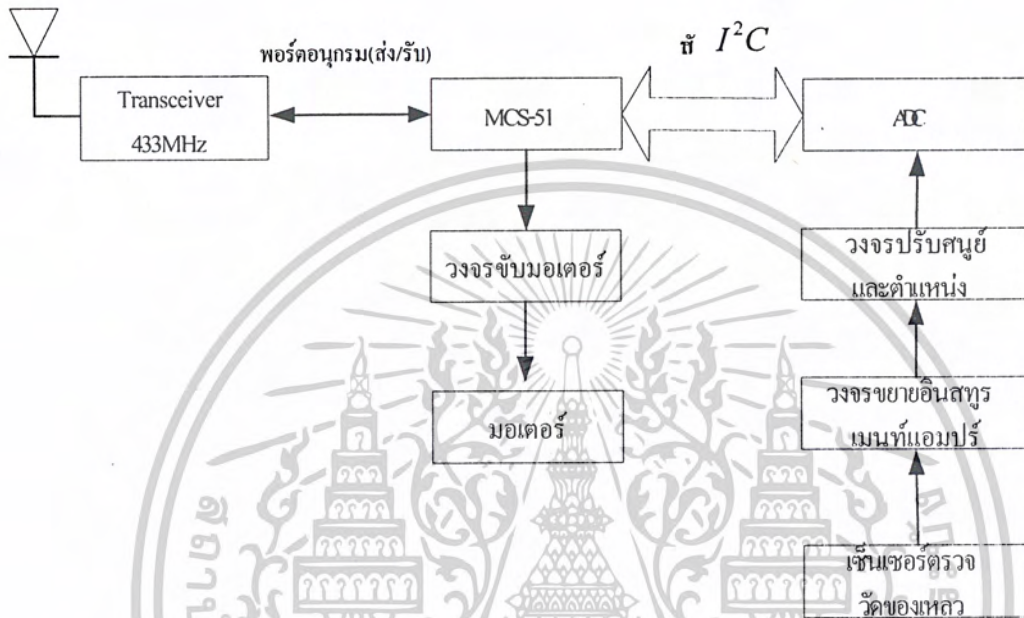 พอร์ตอนุกรม(ส่ง/รับ)
สั I²C
Transceiver
433MHz
MCS-51
ADC
วงจรขับมอเตอร์
วงจรปรับศูนย์
และตำแหน่ง
มอเตอร์
วงจรขยายอินสทูร
เมนท์แอมปร์
เซ็นเซอร์ตรวจ
วัดของเหลว